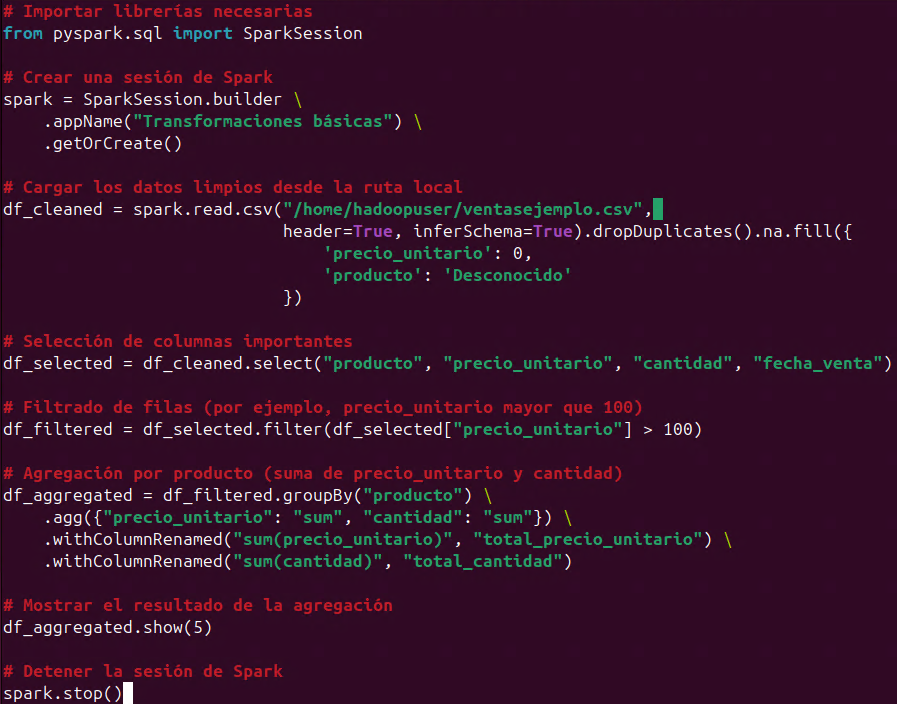 # Importar librerías necesarias
from pyspark.sql import SparkSession
# Crear una sesión de Spark
spark = SparkSession.builder \
    .appName("Transformaciones básicas") \
    .getOrCreate()
# Cargar los datos limpios desde la ruta local
df_cleaned = spark.read.csv("/home/hadoopuser/ventasejemplo.csv",
                            header=True, inferSchema=True).dropDuplicates().na.fill({
                                'precio_unitario': 0,
                                'producto': 'Desconocido'
                            })
# Selección de columnas importantes
df_selected = df_cleaned.select("producto", "precio_unitario", "cantidad", "fecha_venta")
# Filtrado de filas (por ejemplo, precio_unitario mayor que 100)
df_filtered = df_selected.filter(df_selected["precio_unitario"] > 100)
# Agregación por producto (suma de precio_unitario y cantidad)
df_aggregated = df_filtered.groupBy("producto") \
    .agg({"precio_unitario": "sum", "cantidad": "sum"}) \
    .withColumnRenamed("sum(precio_unitario)", "total_precio_unitario") \
    .withColumnRenamed("sum(cantidad)", "total_cantidad")
# Mostrar el resultado de la agregación
df_aggregated.show(5)
# Detener la sesión de Spark
spark.stop()